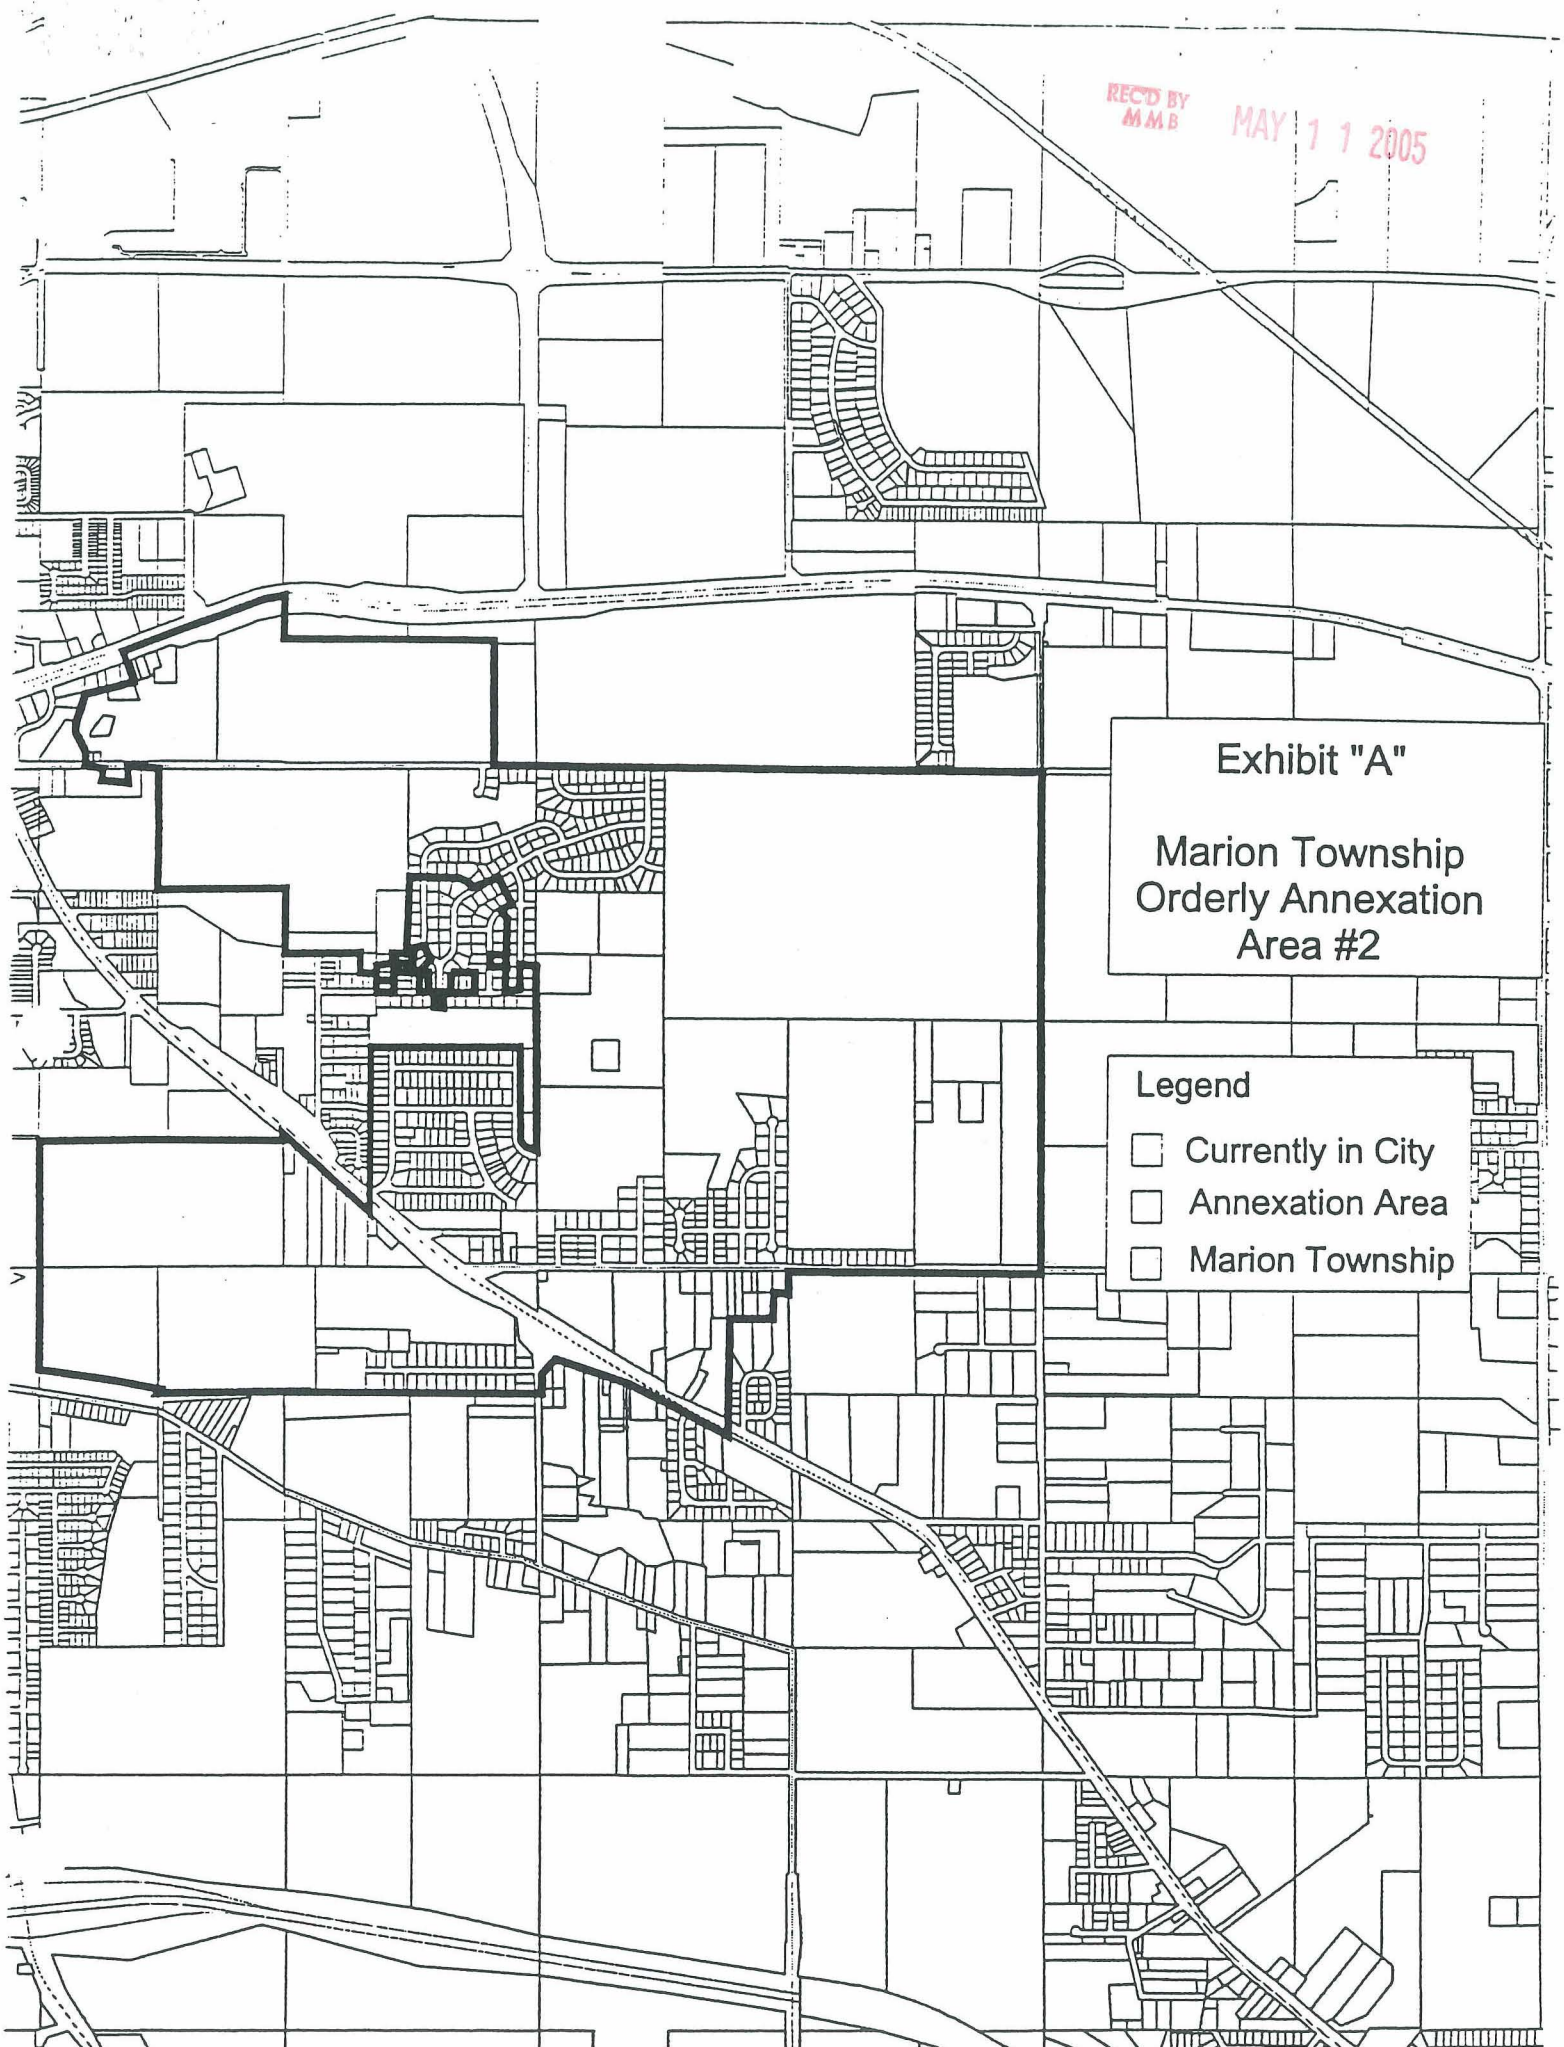 REC'D BY
MMB
MAY 1 1 2005
Exhibit "A"
Marion Township
Orderly Annexation
Area #2
Legend
Currently in City
Annexation Area
Marion Township